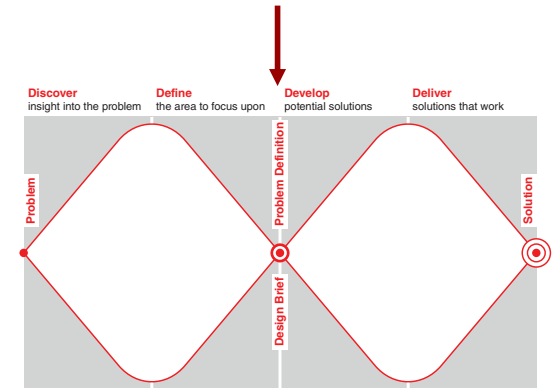 Discover
insight into the problem
Define
the area to focus upon
Develop
potential solutions
Deliver
solutions that work
Problem
Problem Definition
Design Brief
Solution